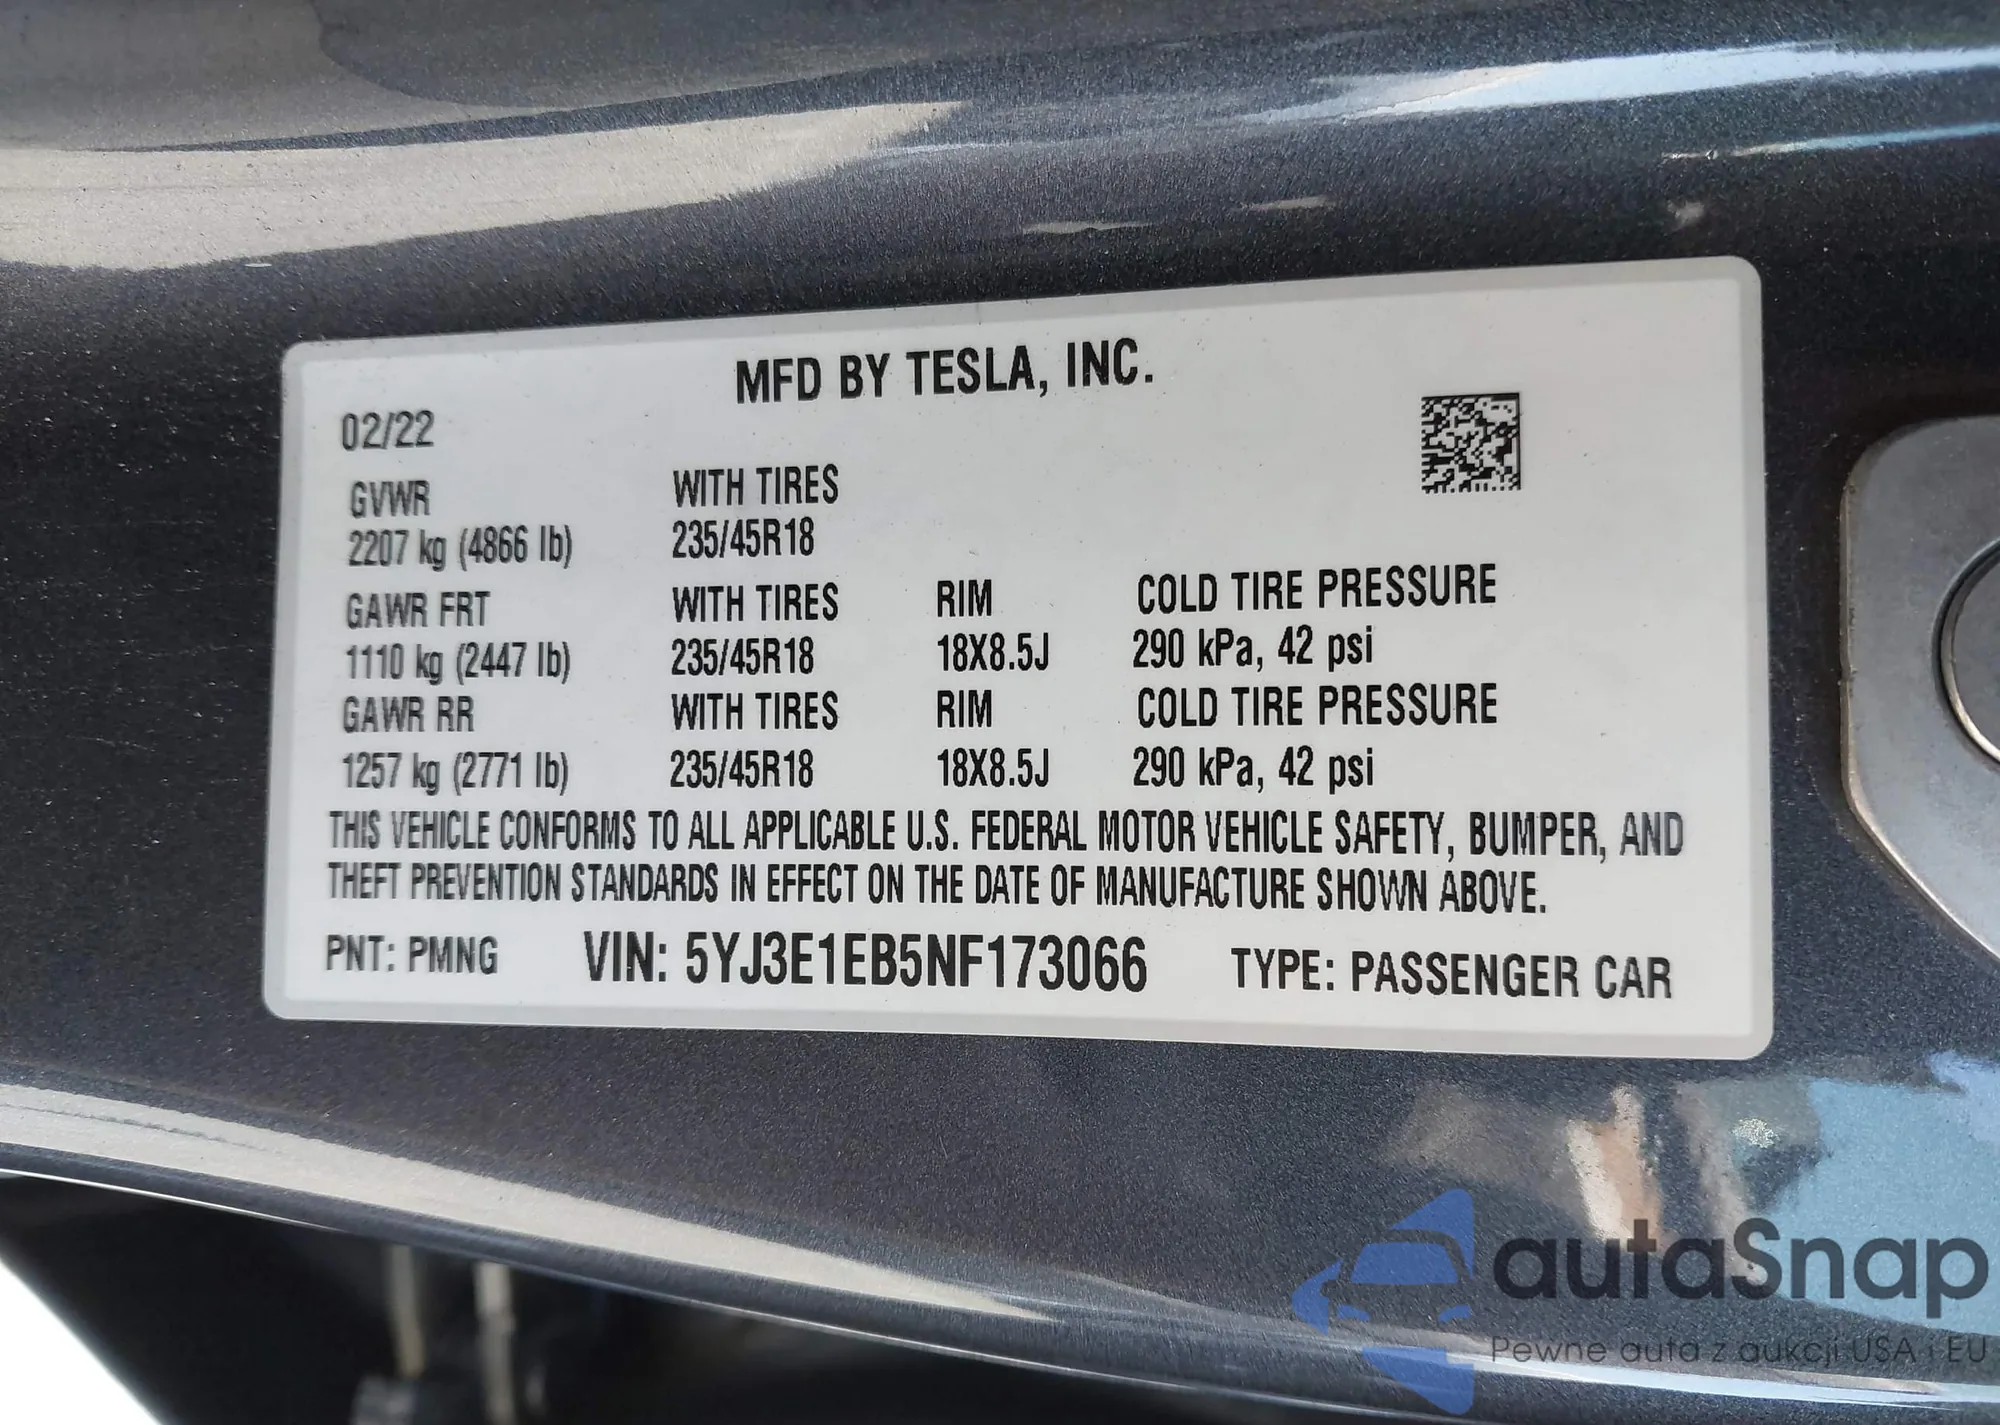 MFD BY TESLA, INC.
02/22
GVWR WITH TIRES
2207 kg (4866 lb) 235/45R18
GAWR FRT WITH TIRES RIM COLD TIRE PRESSURE
1110 kg (2447 lb) 235/45R18 18X8.5J 290 kPa, 42 psi
GAWR RR WITH TIRES RIM COLD TIRE PRESSURE
1257 kg (2771 lb) 235/45R18 18X8.5J 290 kPa, 42 psi
THIS VEHICLE CONFORMS TO ALL APPLICABLE U.S. FEDERAL MOTOR VEHICLE SAFETY, BUMPER, AND
THEFT PREVENTION STANDARDS IN EFFECT ON THE DATE OF MANUFACTURE SHOWN ABOVE.
PNT: PMNG VIN: 5YJ3E1EB5NF173066 TYPE: PASSENGER CAR
autaSnap
Pewne auta z aukcji USA i EU